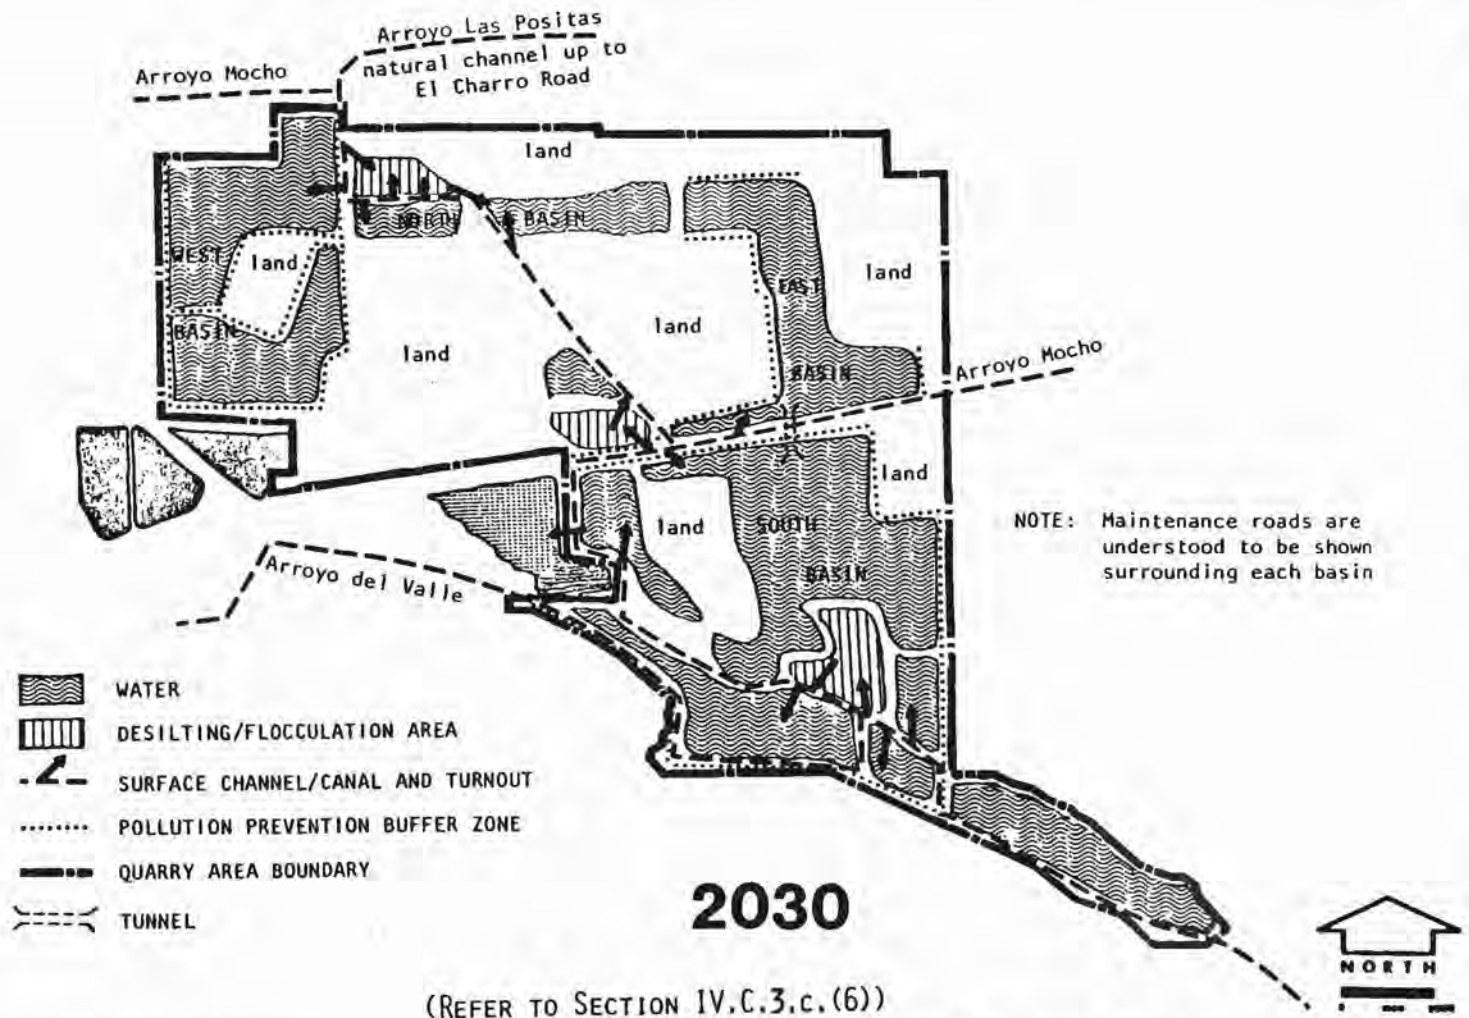 Arroyo Las Positas
natural channel up to
El Charro Road
Arroyo Mocho
land
NORTH BASIN
WEST
land
BASIN
land
EAST
land
land
BASIN
Arroyo Mocho
land
land
SOUTH
BASIN
NOTE: Maintenance roads are
understood to be shown
surrounding each basin
Arroyo del Valle
WATER
DESILTING/FLOCCULATION AREA
SURFACE CHANNEL/CANAL AND TURNOUT
POLLUTION PREVENTION BUFFER ZONE
QUARRY AREA BOUNDARY
TUNNEL
2030
NORTH
(REFER TO SECTION IV.C.3.c.(6))